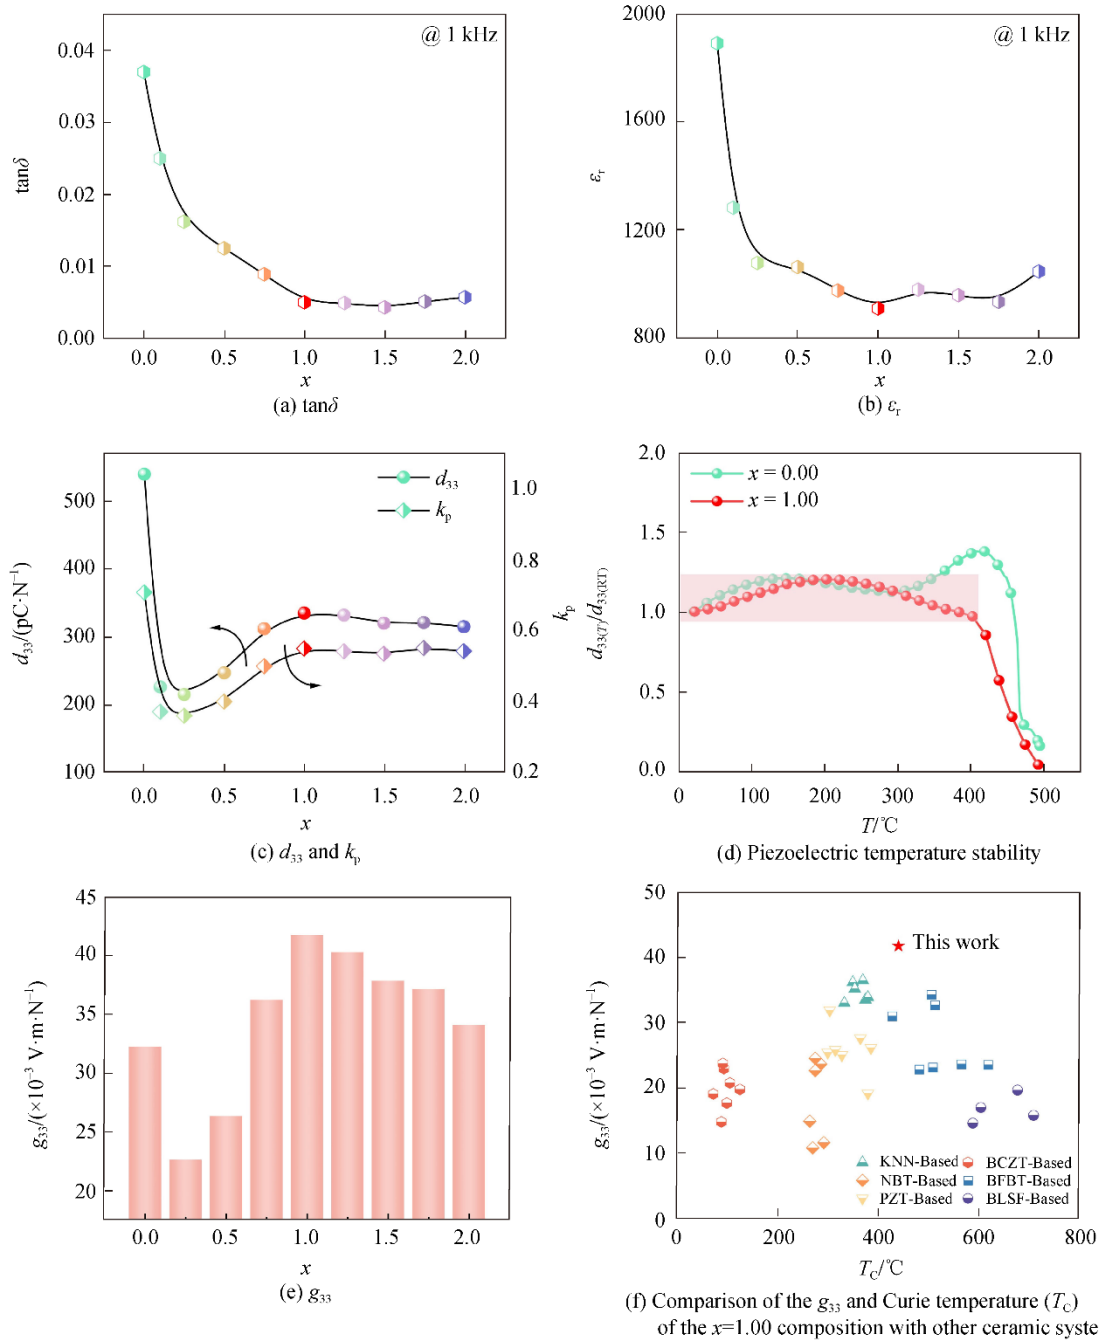 @ 1 kHz
0.04
0.03
0.02
0.01
0.00
tanδ
0.0 0.5 1.0 1.5 2.0
x
(a) tanδ
@ 1 kHz
2000
1600
1200
800
εr
0.0 0.5 1.0 1.5 2.0
x
(b) εr
500
400
300
200
100
d33/(pC·N−1)
d33
kp
1.0
0.8
0.6
0.4
0.2
kp
0.0 0.5 1.0 1.5 2.0
x
(c) d33 and kp
2.0
1.5
1.0
0.5
0.0
d33(T)/d33(RT)
x = 0.00
x = 1.00
0 100 200 300 400 500
T/℃
(d) Piezoelectric temperature stability
45
40
35
30
25
20
g33/(×10−3 V·m·N−1)
0.0 0.5 1.0 1.5 2.0
x
(e) g33
50
40
30
20
10
0
g33/(×10−3 V·m·N−1)
This work
KNN-Based BCZT-Based
NBT-Based BFBT-Based
PZT-Based BLSF-Based
0 200 400 600 800
TC/℃
(f) Comparison of the g33 and Curie temperature (TC)
of the x=1.00 composition with other ceramic syste